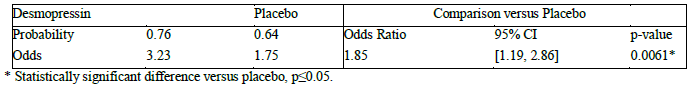 Desmopressin Placebo Comparison versus Placebo
Probability 0.76 0.64 Odds Ratio 95% CI p-value
Odds 3.23 1.75 1.85 [1.19, 2.86] 0.0061*
* Statistically significant difference versus placebo, p≤0.05.